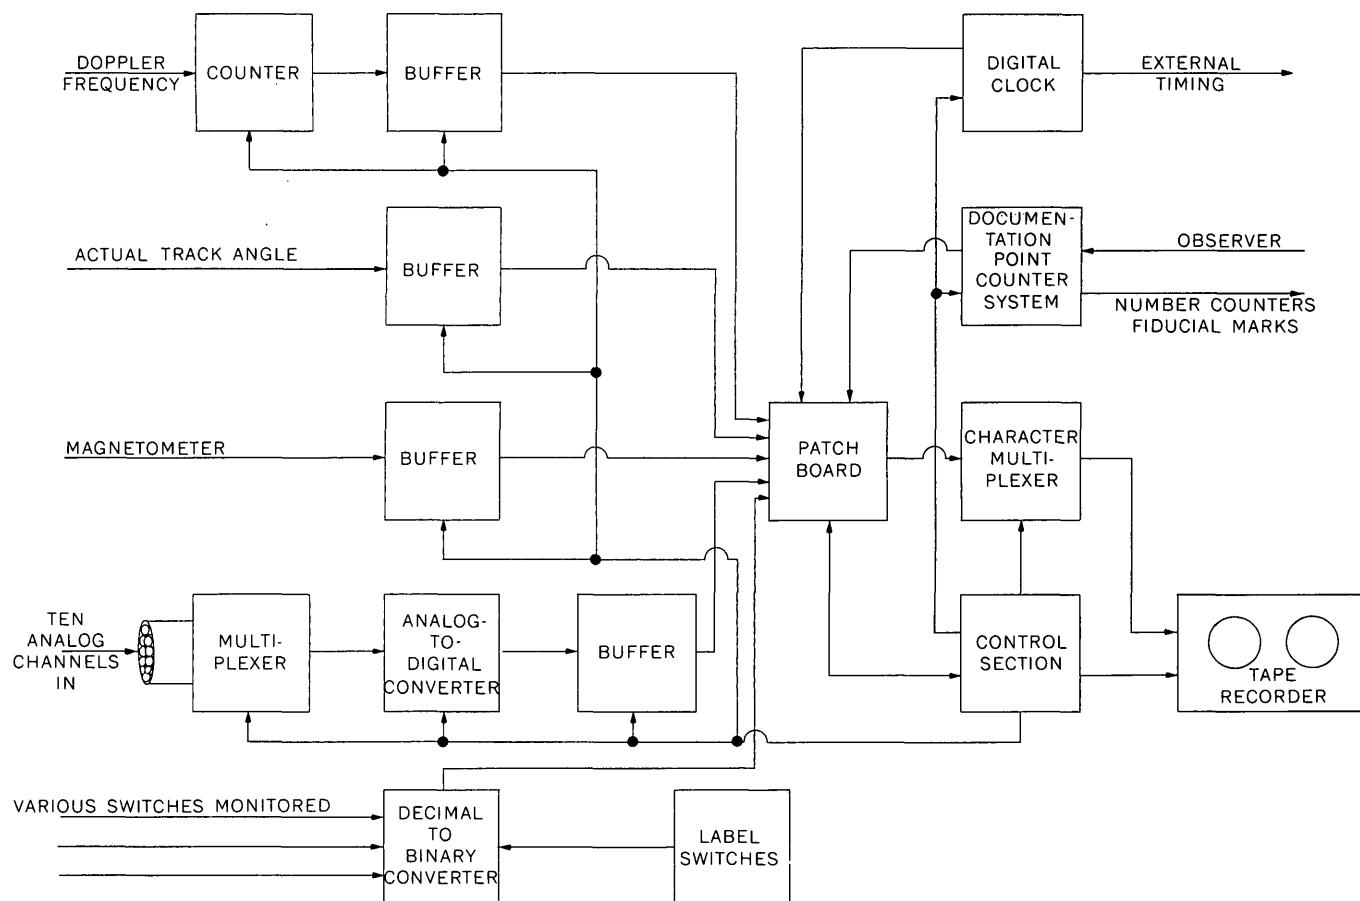 DOPPLER
FREQUENCY
COUNTER
BUFFER
DIGITAL
CLOCK
EXTERNAL
TIMING
ACTUAL TRACK ANGLE
BUFFER
DOCUMEN-
TATION
POINT
COUNTER
SYSTEM
OBSERVER
NUMBER COUNTERS
FIDUCIAL MARKS
MAGNETOMETER
BUFFER
PATCH
BOARD
CHARACTER
MULTI-
PLEXER
TEN
ANALOG
CHANNELS
IN
MULTI-
PLEXER
ANALOG-
TO-
DIGITAL
CONVERTER
BUFFER
CONTROL
SECTION
TAPE
RECORDER
VARIOUS SWITCHES MONITORED
DECIMAL
TO
BINARY
CONVERTER
LABEL
SWITCHES